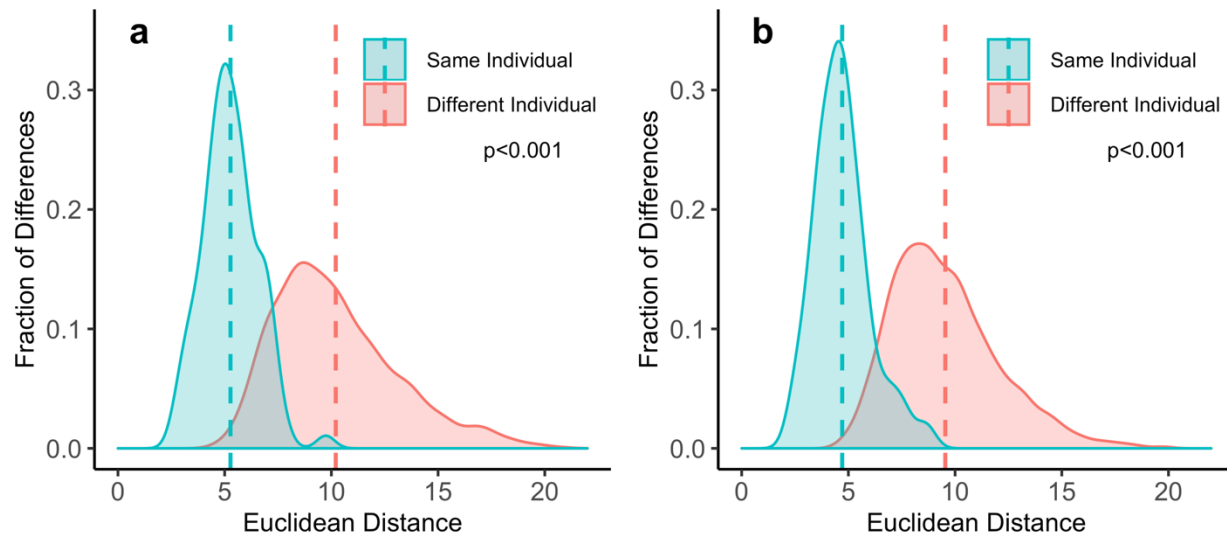 a
Same Individual
Different Individual
p<0.001
0.3
0.2
0.1
0.0
Fraction of Differences
0
5
10
15
20
Euclidean Distance
b
Same Individual
Different Individual
p<0.001
0.3
0.2
0.1
0.0
Fraction of Differences
0
5
10
15
20
Euclidean Distance